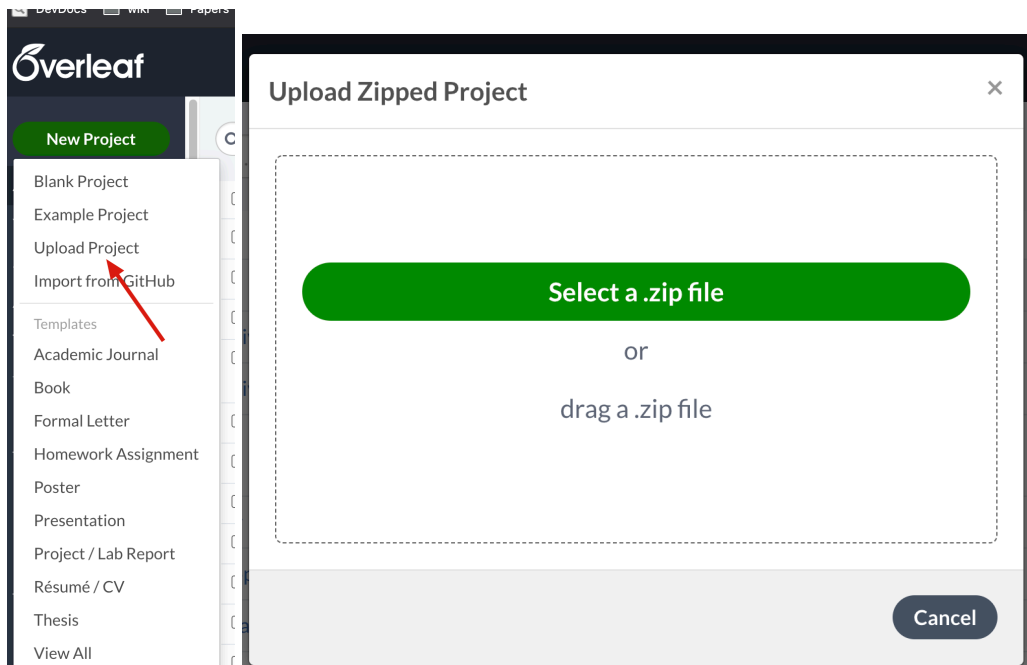 DevDocs wiki Papers
Overleaf
New Project
Blank Project
Example Project
Upload Project
Import from GitHub
Templates
Academic Journal
Book
Formal Letter
Homework Assignment
Poster
Presentation
Project / Lab Report
Résumé / CV
Thesis
View All
Upload Zipped Project
×
Select a .zip file
or
drag a .zip file
Cancel